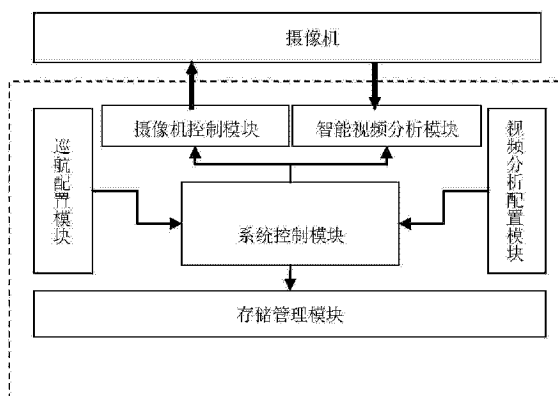 摄像机
摄像机控制模块
智能视频分析模块
巡航配置模块
系统控制模块
视频分析配置模块
存储管理模块